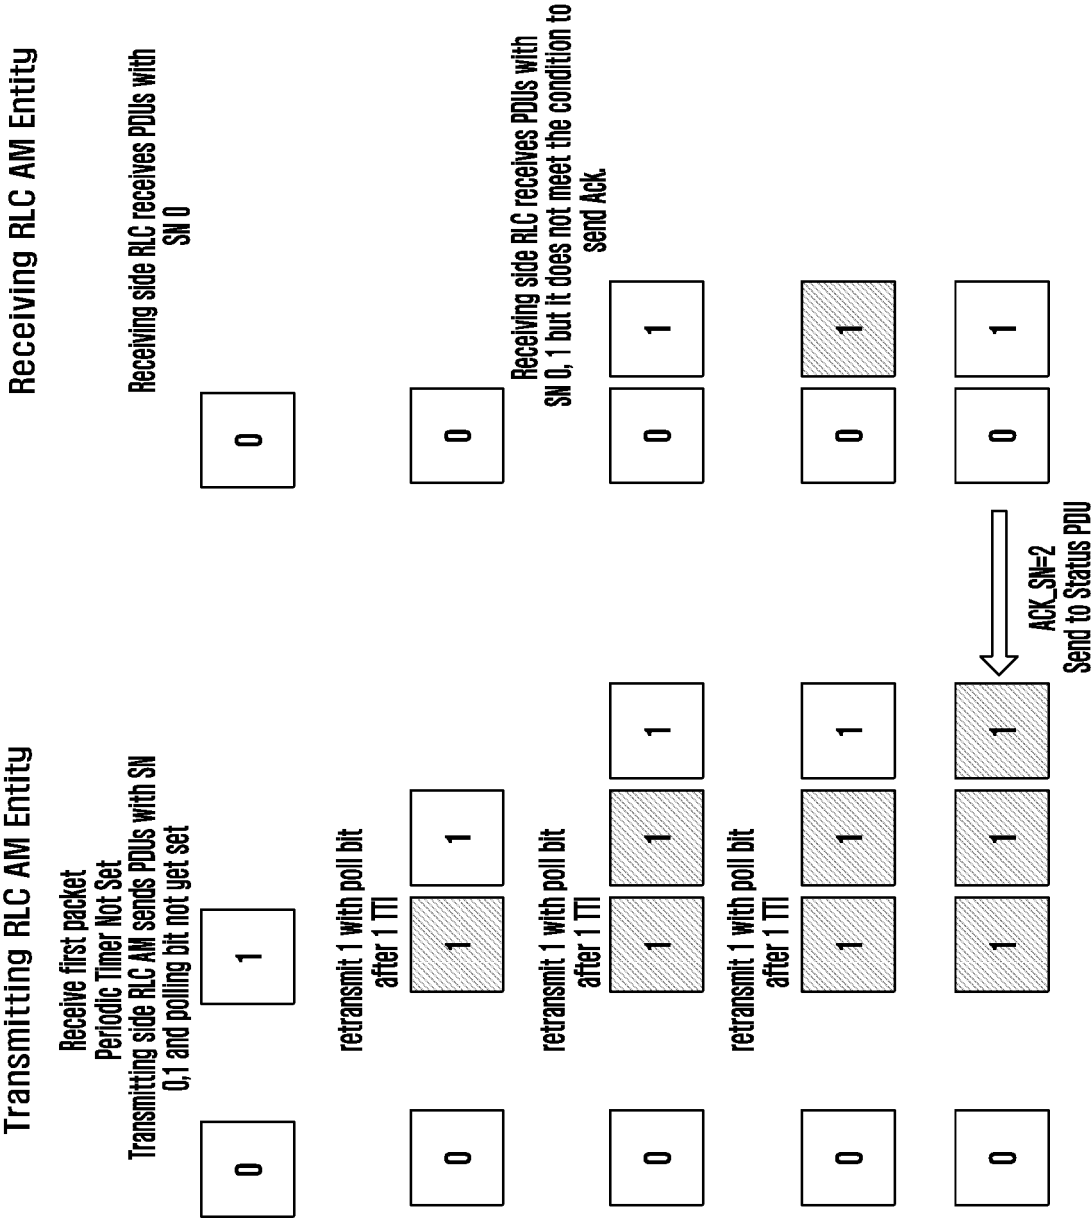 Transmitting RLC AM Entity
Receiving RLC AM Entity
Receive first packet
Periodic Timer Not Set
Transmitting side RLC AM sends PDUs with SN
0,1 and polling bit not yet set
Receiving side RLC receives PDUs with
SN 0
0
1
0
retransmit 1 with poll bit
after 1 TTI
0
1
1
0
retransmit 1 with poll bit
after 1 TTI
Receiving side RLC receives PDUs with
SN 0, 1 but it does not meet the condition to
send Ack.
0
1
1
1
0
1
retransmit 1 with poll bit
after 1 TTI
0
1
1
1
0
1
0
1
1
1
0
1
ACK_SN=2
Send to Status PDU